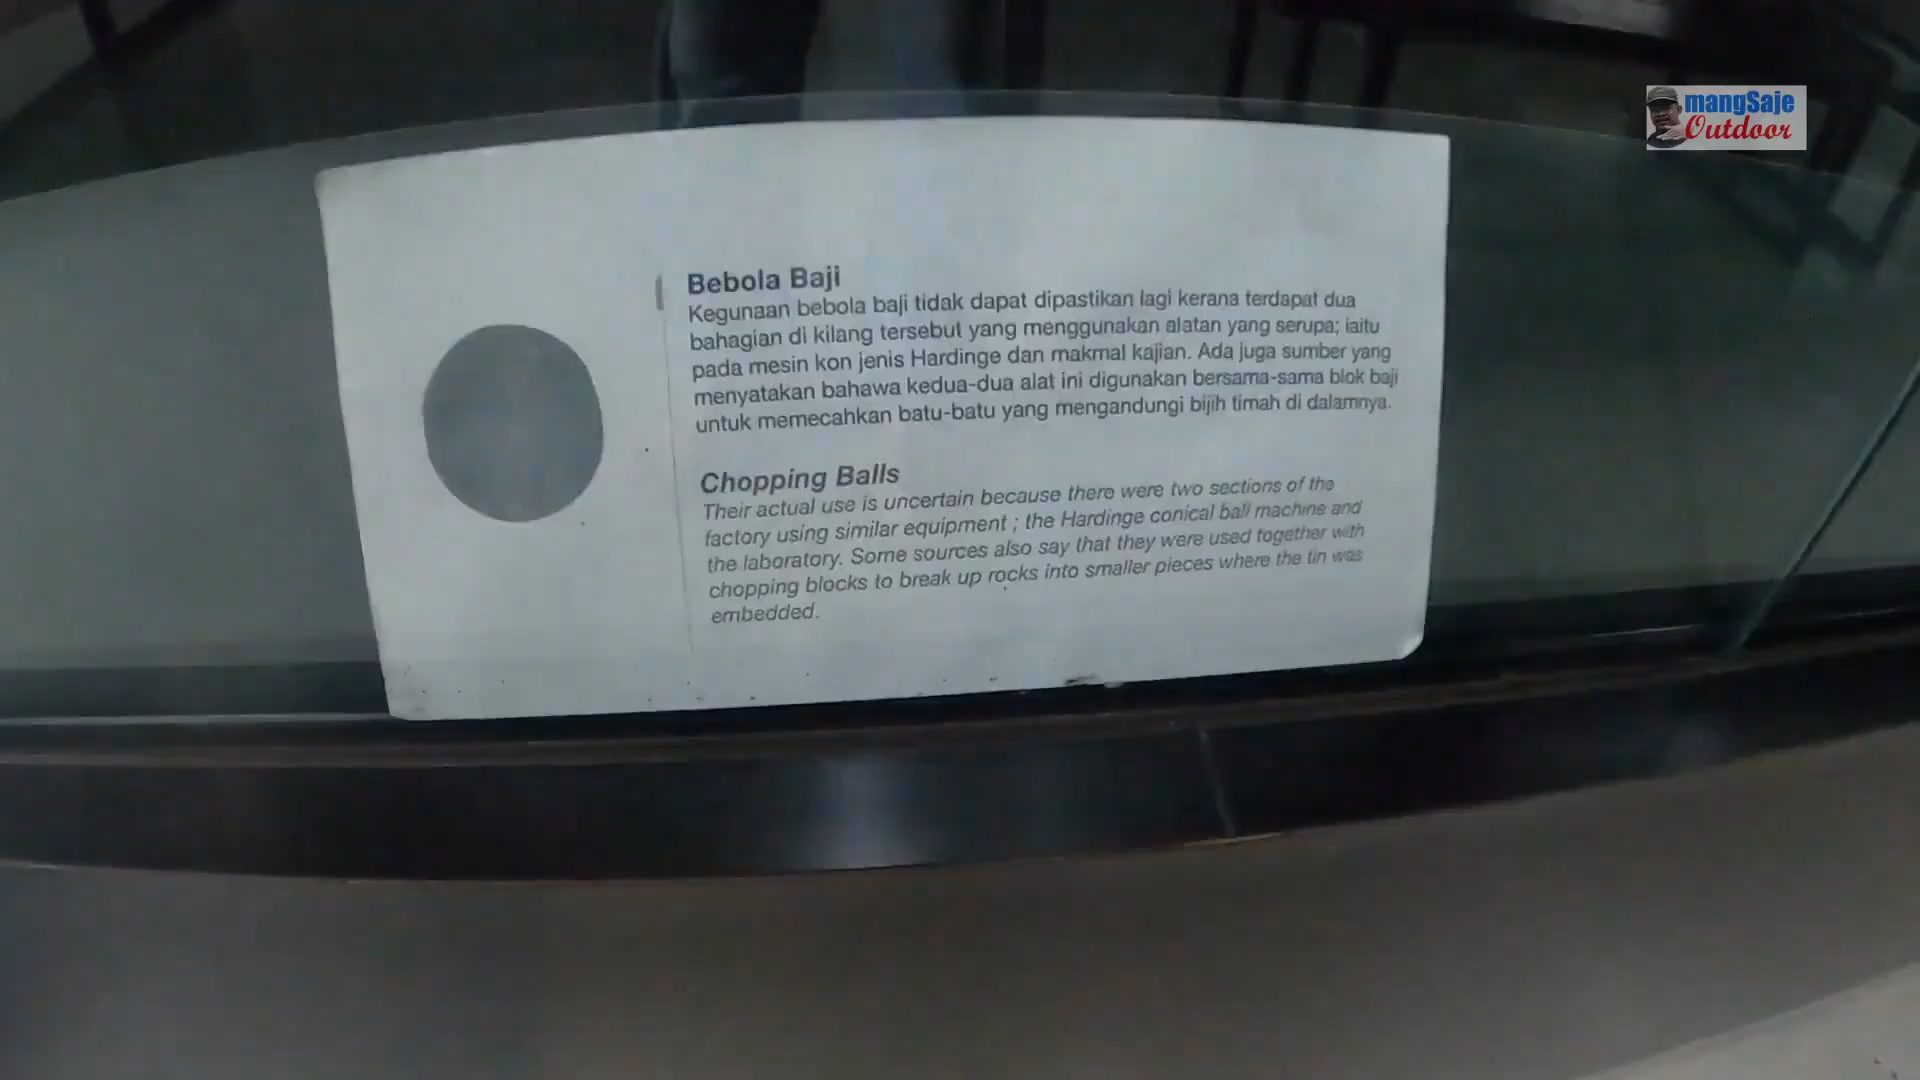 mangSaje
Outdoor
Bebola Baji
Kegunaan bebola baji tidak dapat dipastikan lagi kerana terdapat dua
bahagian di kilang tersebut yang menggunakan alatan yang serupa; iaitu
pada mesin kon jenis Hardinge dan makmal kajian. Ada juga sumber yang
menyatakan bahawa kedua-dua alat ini digunakan bersama-sama blok baji
untuk memecahkan batu-batu yang mengandungi bijih timah di dalamnya.
Chopping Balls
Their actual use is uncertain because there were two sections of the
factory using similar equipment ; the Hardinge conical ball machine and
the laboratory. Some sources also say that they were used together with
chopping blocks to break up rocks into smaller pieces where the tin was
embedded.